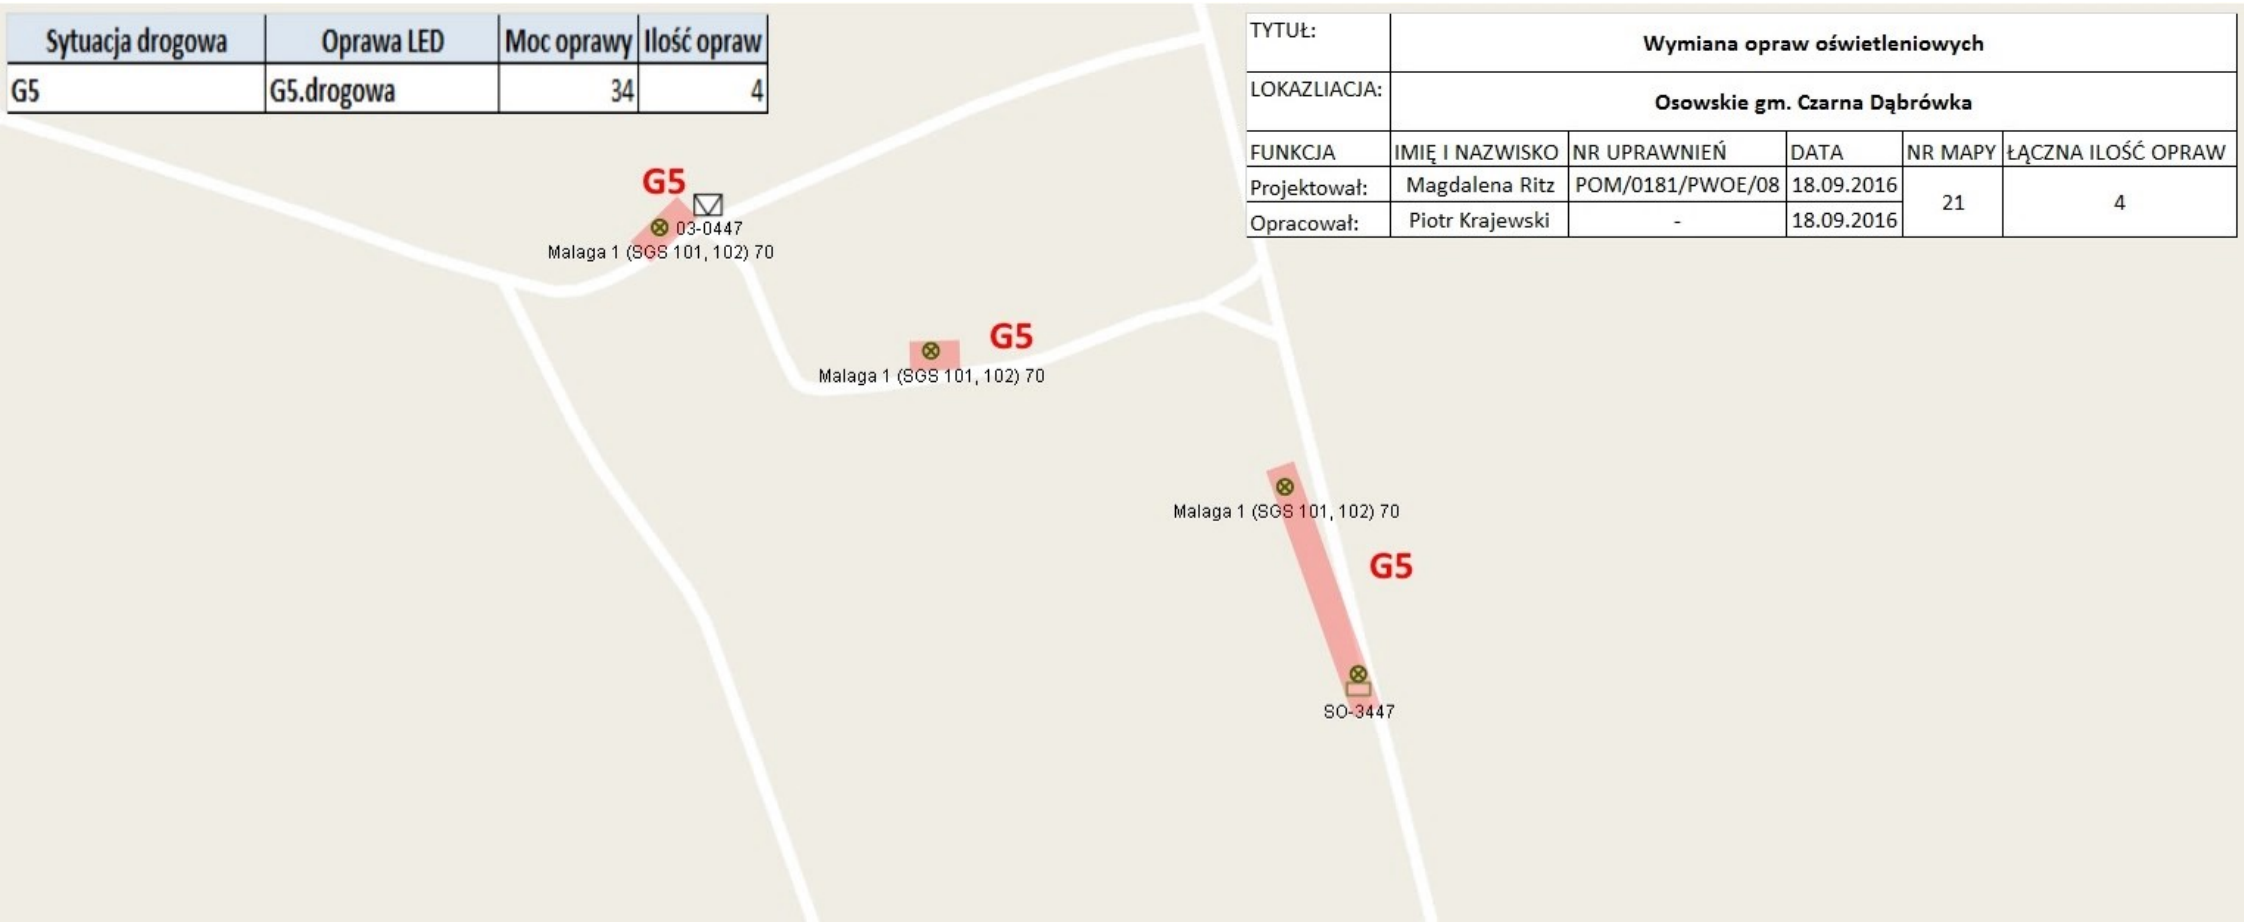 Sytuacja drogowa Oprawa LED Moc oprawy Ilość opraw
G5 G5.drogowa 34 4
TYTUŁ: Wymiana opraw oświetleniowych
LOKAZLIACJA: Osowskie gm. Czarna Dąbrówka
FUNKCJA IMIĘ I NAZWISKO NR UPRAWNIEŃ DATA NR MAPY ŁĄCZNA ILOŚĆ OPRAW
Projektował: Magdalena Ritz POM/0181/PWOE/08 18.09.2016 21 4
Opracował: Piotr Krajewski - 18.09.2016
G5
03-0447
Malaga 1 (SGS 101, 102) 70
G5
Malaga 1 (SGS 101, 102) 70
Malaga 1 (SGS 101, 102) 70
G5
SO-3447